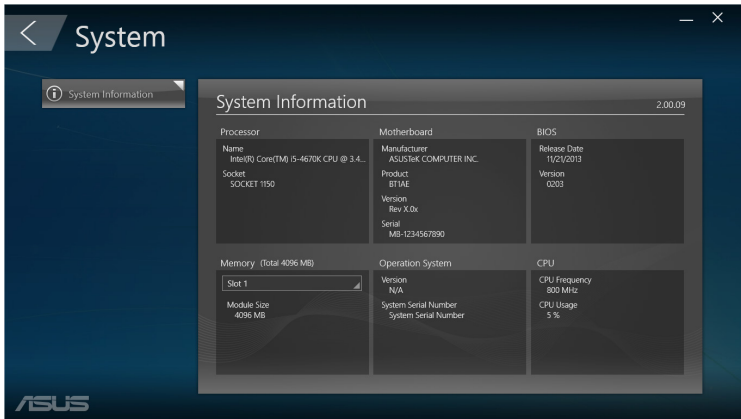 System
System Information
System Information
2.00.09
Processor
Name
Intel(R) Core(TM) i5-4670K CPU @ 3.4...
Socket
SOCKET 1150
Motherboard
Manufacturer
ASUSTeK COMPUTER INC.
Product
BT1AE
Version
Rev X.0x
Serial
MB-1234567890
BIOS
Release Date
11/21/2013
Version
0203
Memory (Total 4096 MB)
Slot 1
Module Size
4096 MB
Operation System
Version
N/A
System Serial Number
System Serial Number
CPU
CPU Frequency
800 MHz
CPU Usage
5 %
ASUS